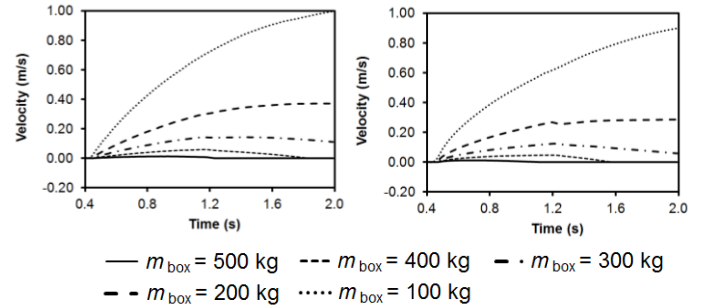 1.00
0.80
0.60
0.40
0.20
0.00
-0.20
Velocity (m/s)
0.4 0.8 1.2 1.6 2.0
Time (s)
1.00
0.80
0.60
0.40
0.20
0.00
-0.20
Velocity (m/s)
0.4 0.8 1.2 1.6 2.0
Time (s)
m box = 500 kg m box = 400 kg m box = 300 kg
m box = 200 kg m box = 100 kg